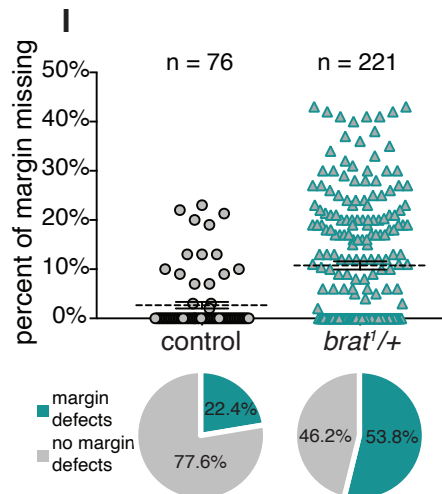 I
n = 76
n = 221
percent of margin missing
50%
40%
30%
20%
10%
0%
control
brat¹/+
margin
defects
no margin
defects
22.4%
77.6%
46.2%
53.8%